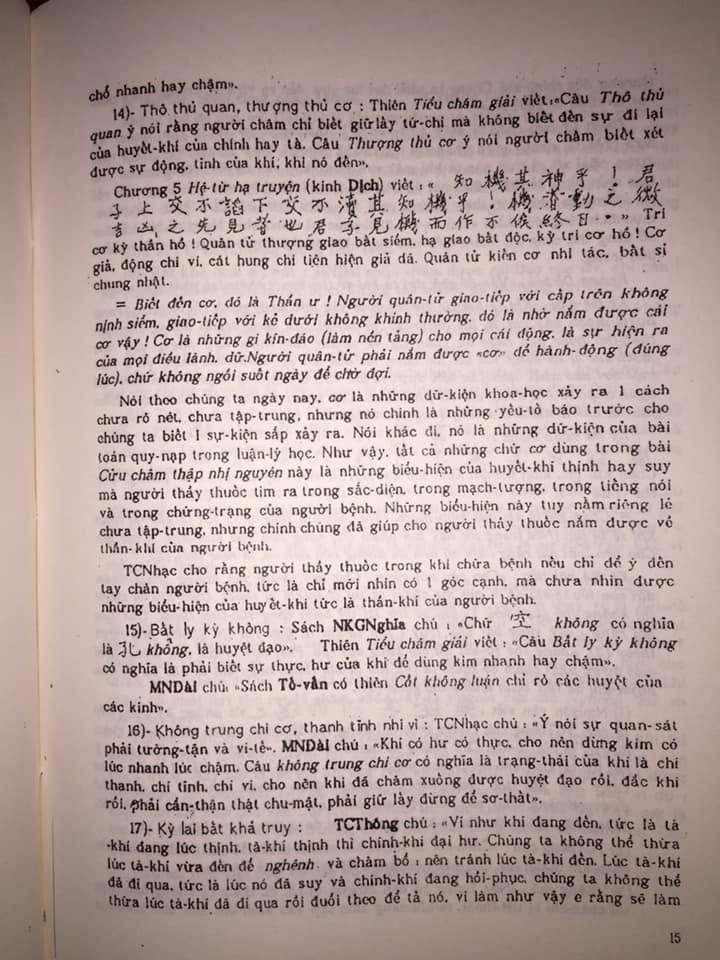 chỗ nhanh hay chậm».
14)- Thô thủ quan, thượng thủ cơ : Thiên Tiểu châm giải viết :«Câu Thô thủ
quan ý nói rằng người châm chỉ biết giữ lấy tứ-chi mà không biết đến sự đi lại
của huyết-khí của chính hay tà. Câu Thượng thủ cơ ý nói người châm biết xét
được sự động, tĩnh của khí, khi nó đến».
Chương 5 Hệ-từ hạ truyện (kinh Dịch) viết : « 知機其神乎！君
子上交不諂下交不瀆其知機乎！機者動之微
吉凶之先見者也君子見機而作不俟終日.» Tri
cơ kỳ thần hồ ! Quân tử thượng giao bất siểm, hạ giao bất độc, kỳ tri cơ hồ ! Cơ
giả, động chi vi, cát hung chi tiên hiện giả dã. Quân tử kiến cơ nhi tác, bất sĩ
chung nhật.
= Biết đến cơ, đó là Thần ư ! Người quân-tử giao-tiếp với cấp trên không
nịnh siểm, giao-tiếp với kẻ dưới không khinh thường, đó là nhờ nắm được cái
cơ vậy ! Cơ là những gì kín-đáo (làm nền tảng) cho mọi cái động, là sự hiện ra
của mọi điều lành, dữ.Người quân-tử phải nắm được «cơ» để hành-động (đúng
lúc), chứ không ngồi suốt ngày để chờ đợi.
Nói theo chúng ta ngày nay, cơ là những dữ-kiện khoa-học xảy ra 1 cách
chưa rõ nét, chưa tập-trung, nhưng nó chính là những yếu-tố báo trước cho
chúng ta biết 1 sự-kiện sắp xảy ra. Nói khác đi, nó là những dữ-kiện của bài
toán quy-nạp trong luận-lý học. Như vậy, tất cả những chữ cơ dùng trong bài
Cửu châm thập nhị nguyên này là những biểu-hiện của huyết-khí thịnh hay suy
mà người thầy thuốc tìm ra trong sắc-diện, trong mạch-tượng, trong tiếng nói
và trong chứng-trạng của người bệnh. Những biểu-hiện này tuy nằm riêng lẻ
chưa tập-trung, nhưng chính chúng đã giúp cho người thầy thuốc nắm được về
thần-khí của người bệnh.
TCNhạc cho rằng người thầy thuốc trong khi chữa bệnh nếu chỉ để ý đến
tay chân người bệnh, tức là chỉ mới nhìn có 1 góc cạnh, mà chưa nhìn được
những biểu-hiện của huyết-khí tức là thần-khí của người bệnh.
15)- Bất ly kỳ không : Sách NKGNghĩa chú : «Chữ 空 không có nghĩa
là 孔 khổng, là huyệt đạo». Thiên Tiểu châm giải viết : «Câu Bất ly kỳ không
có nghĩa là phải biết sự thực, hư của khí để dùng kim nhanh hay chậm».
MNDài chú: «Sách Tố-vấn có thiên Cốt không luận chỉ rõ các huyệt của
các kinh».
16)- Không trung chi cơ, thanh tĩnh nhi vi : TCNhạc chú : «Ý nói sự quan-sát
phải tường-tận và vi-tế». MNDài chú : «Khí có hư có thực, cho nên dừng kim có
lúc nhanh lúc chậm. Câu không trung chi cơ có nghĩa là trạng-thái của khí là chí
thanh, chí tĩnh, chí vi, cho nên khi đã châm xuống được huyệt đạo rồi, đắc khí
rồi, phải cẩn-thận thật chu-mật, phải giữ lấy đừng để sơ-thất».
17)- Kỳ lai bất khả truy : TCThông chú : «Ví như khi đang đến, tức là tà
-khí đang lúc thịnh, tà-khí thịnh thì chính-khí đại hư. Chúng ta không thể thừa
lúc tà-khí vừa đến để nghênh và châm bổ : nên tránh lúc tà-khí đến. Lúc tà-khí
đã đi qua, tức là lúc nó đã suy và chính-khí đang hồi-phục, chúng ta không thể
thừa lúc tà-khí đã đi qua rồi đuổi theo để tả nó, vì làm như vậy e rằng sẽ làm
15